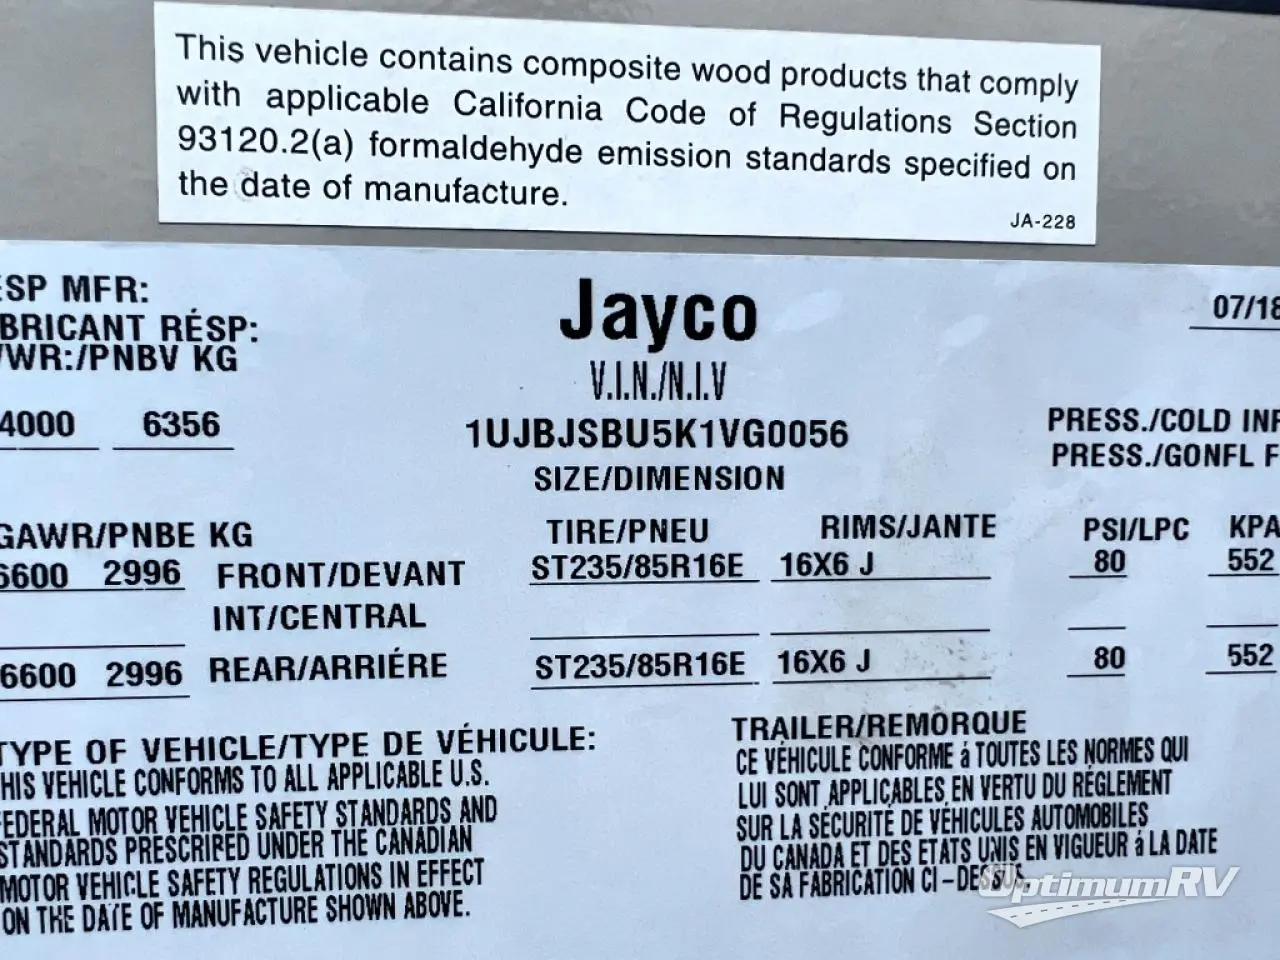 This vehicle contains composite wood products that comply
with applicable California Code of Regulations Section
93120.2(a) formaldehyde emission standards specified on
the date of manufacture.
JA-228
ESP MFR:
Jayco
07/18
BRICANT RÉSP:
VWR:/PNBV KG
V.I.N./N.I.V
4000 6356
1UJBJSBU5K1VG0056
PRESS./COLD INF
SIZE/DIMENSION
PRESS./GONFL F
GAWR/PNBE KG TIRE/PNEU RIMS/JANTE PSI/LPC KPA
6600 2996 FRONT/DEVANT ST235/85R16E 16X6 J 80 552
INT/CENTRAL
6600 2996 REAR/ARRIÉRE ST235/85R16E 16X6 J 80 552
TYPE OF VEHICLE/TYPE DE VÉHICULE:
HIS VEHICLE CONFORMS TO ALL APPLICABLE U.S.
EDERAL MOTOR VEHICLE SAFETY STANDARDS AND
STANDARDS PRESCRIPED UNDER THE CANADIAN
MOTOR VEHICLE SAFETY REGULATIONS IN EFFECT
ON THE DATE OF MANUFACTURE SHOWN ABOVE.
TRAILER/REMORQUE
CE VÉHICULE CONFORME á TOUTES LES NORMES QUI
LUI SONT APPLICABLES EN VERTU DU RÉGLEMENT
SUR LA SÉCURITÉ DE VÉHICULES AUTOMOBILES
DU CANADA ET DES ETATS UNIS EN VIGUEUR á LA DATE
DE SA FABRICATION CI-DESSUS.
OptimumRV